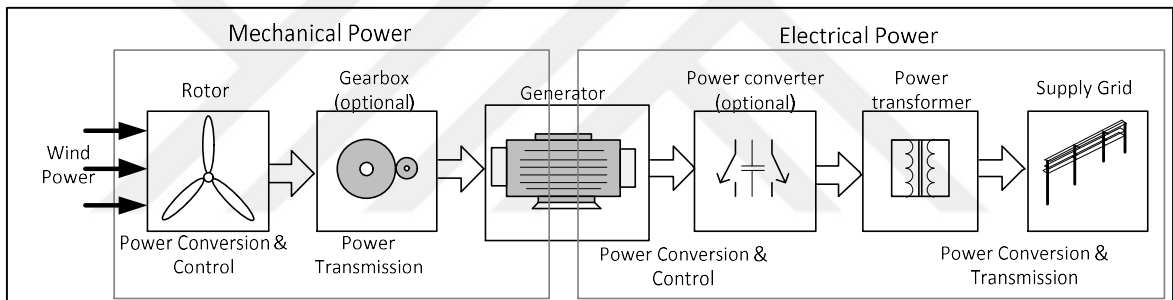 Mechanical Power
Electrical Power
Rotor
Gearbox
(optional)
Generator
Power converter
(optional)
Power
transformer
Supply Grid
Wind
Power
Power Conversion &
Control
Power
Transmission
Power Conversion &
Control
Power Conversion &
Transmission